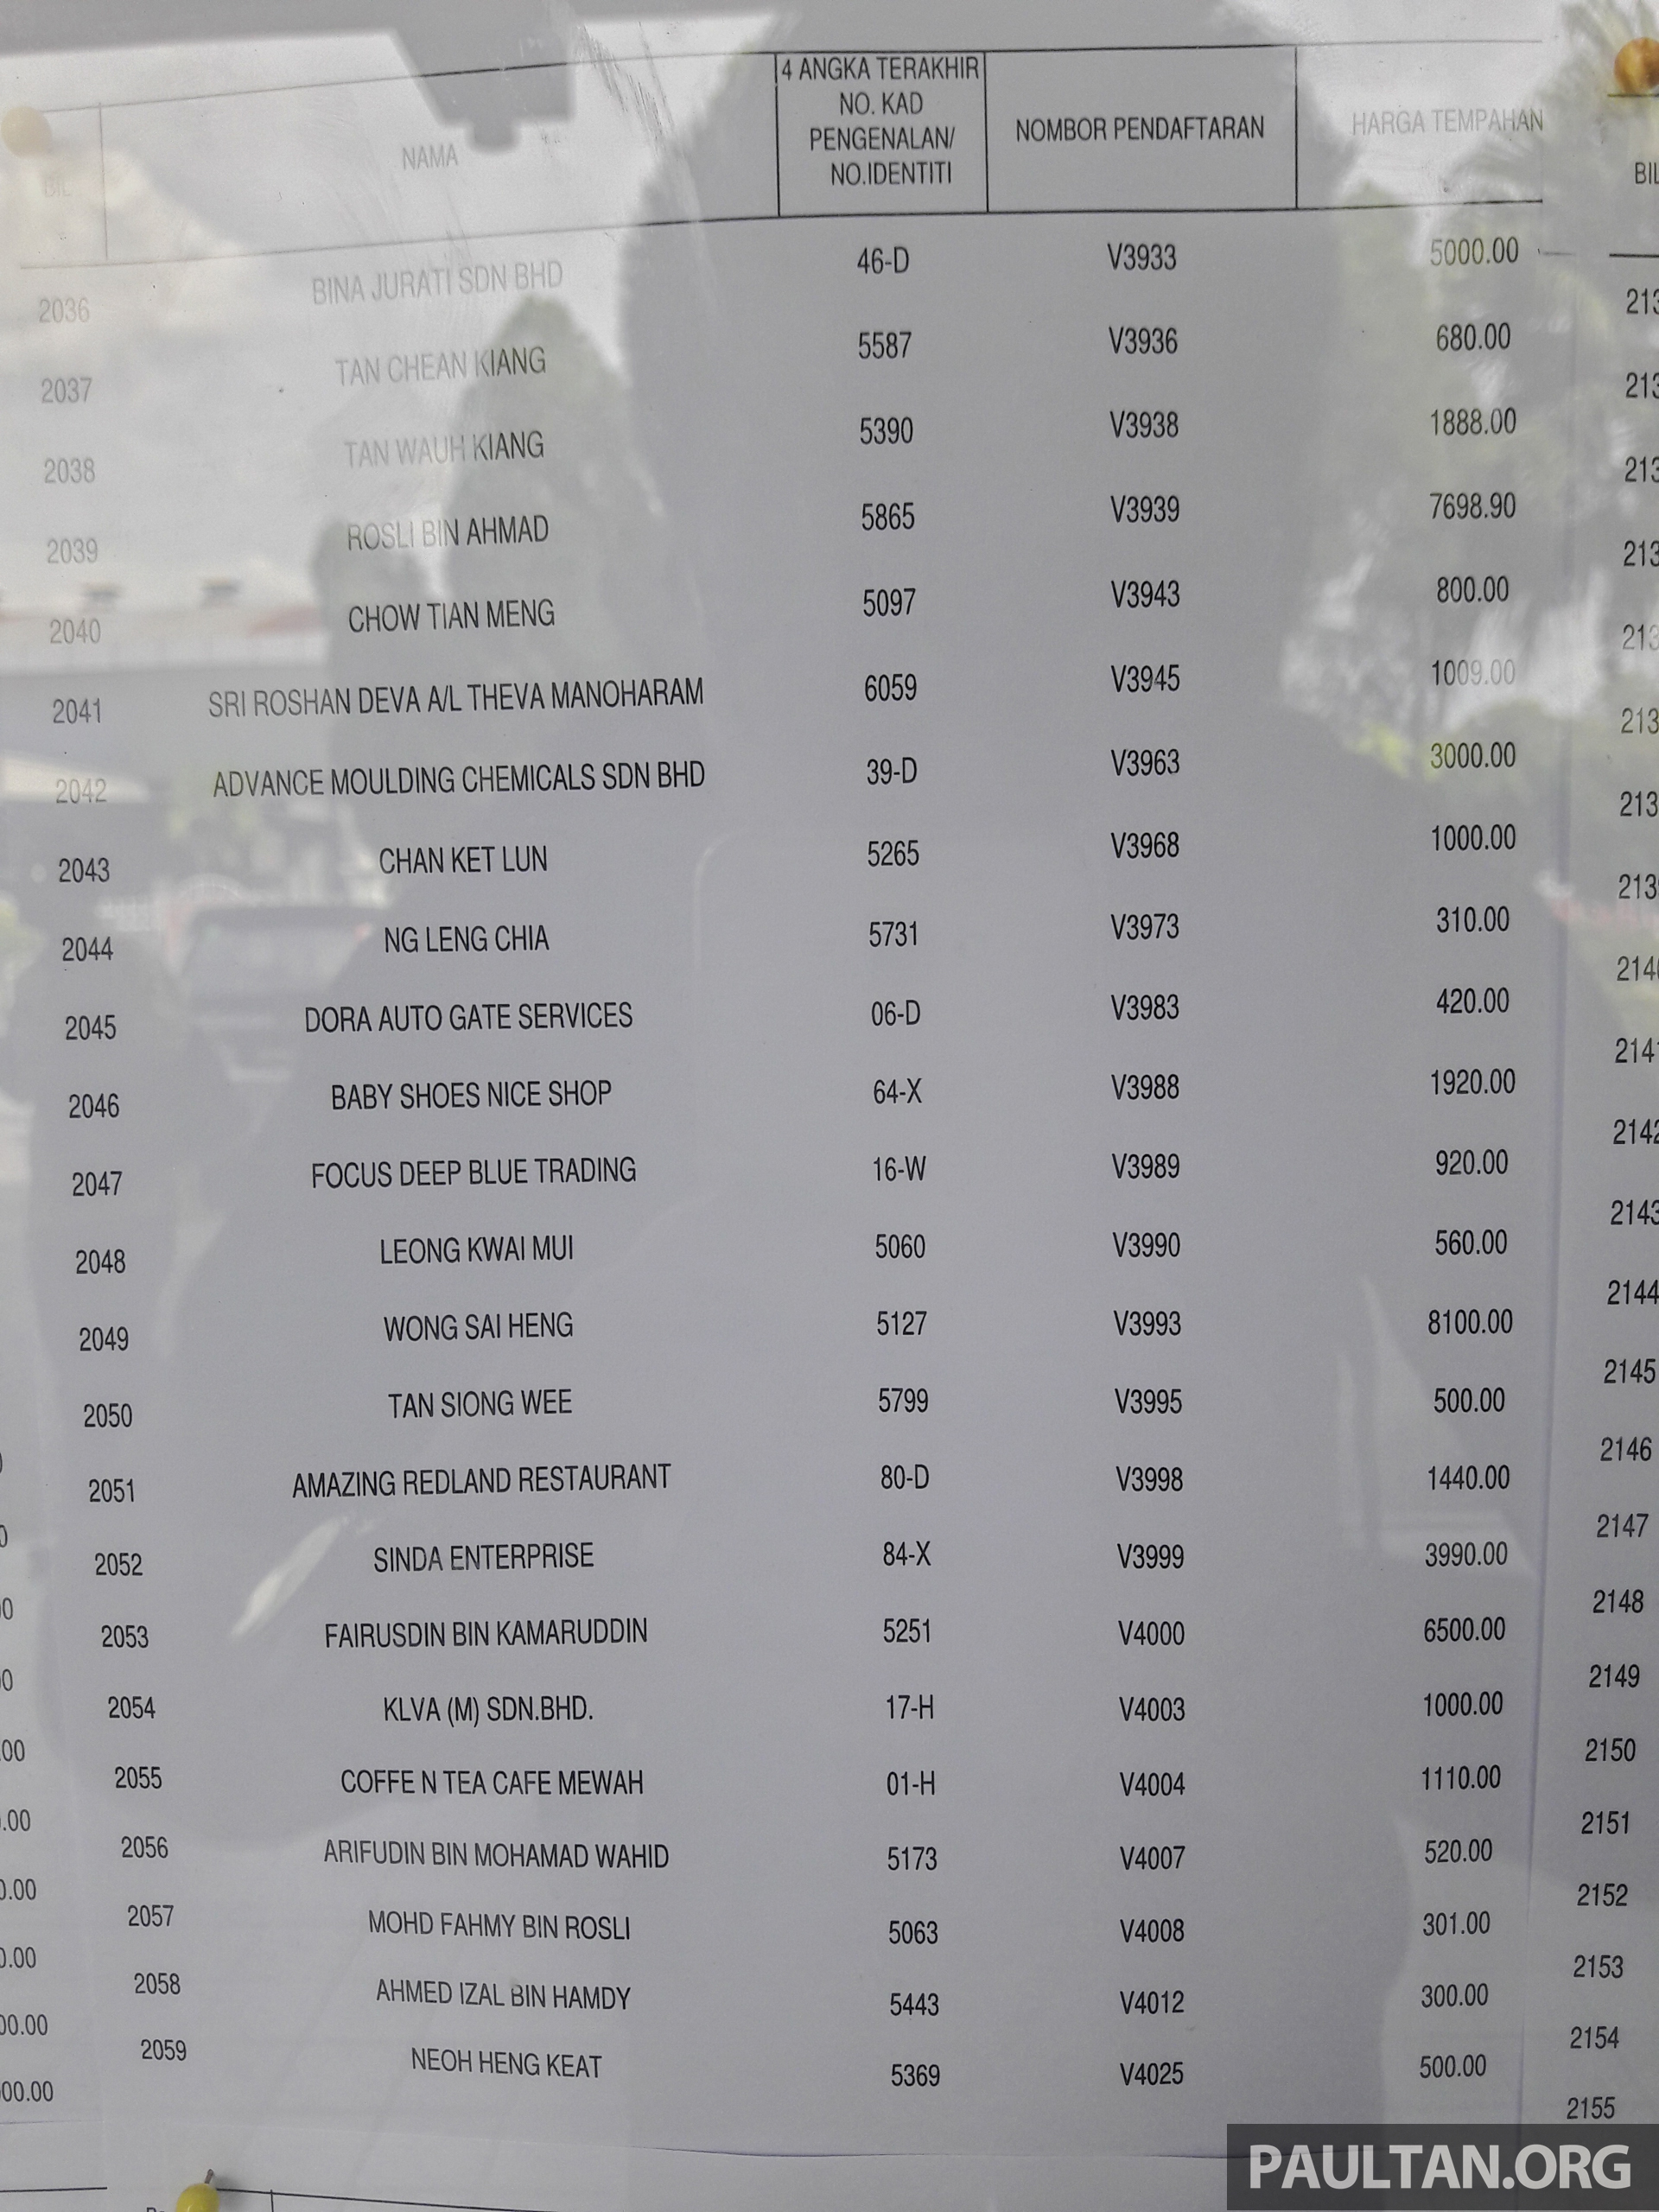 BIL NAMA 4 ANGKA TERAKHIR NO. KAD PENGENALAN/ NO.IDENTITI NOMBOR PENDAFTARAN HARGA TEMPAHAN
2036 BINA JURATI SDN BHD 46-D V3933 5000.00
2037 TAN CHEAN KIANG 5587 V3936 680.00
2038 TAN WAUH KIANG 5390 V3938 1888.00
2039 ROSLI BIN AHMAD 5865 V3939 7698.90
2040 CHOW TIAN MENG 5097 V3943 800.00
2041 SRI ROSHAN DEVA A/L THEVA MANOHARAM 6059 V3945 1009.00
2042 ADVANCE MOULDING CHEMICALS SDN BHD 39-D V3963 3000.00
2043 CHAN KET LUN 5265 V3968 1000.00
2044 NG LENG CHIA 5731 V3973 310.00
2045 DORA AUTO GATE SERVICES 06-D V3983 420.00
2046 BABY SHOES NICE SHOP 64-X V3988 1920.00
2047 FOCUS DEEP BLUE TRADING 16-W V3989 920.00
2048 LEONG KWAI MUI 5060 V3990 560.00
2049 WONG SAI HENG 5127 V3993 8100.00
2050 TAN SIONG WEE 5799 V3995 500.00
2051 AMAZING REDLAND RESTAURANT 80-D V3998 1440.00
2052 SINDA ENTERPRISE 84-X V3999 3990.00
2053 FAIRUSDIN BIN KAMARUDDIN 5251 V4000 6500.00
2054 KLVA (M) SDN.BHD. 17-H V4003 1000.00
2055 COFFE N TEA CAFE MEWAH 01-H V4004 1110.00
2056 ARIFUDIN BIN MOHAMAD WAHID 5173 V4007 520.00
2057 MOHD FAHMY BIN ROSLI 5063 V4008 301.00
2058 AHMED IZAL BIN HAMDY 5443 V4012 300.00
2059 NEOH HENG KEAT 5369 V4025 500.00
BIL
2142
2143
2144
2145
2146
2147
2148
2149
2150
2151
2152
2153
2154
2155
PAULTAN.ORG